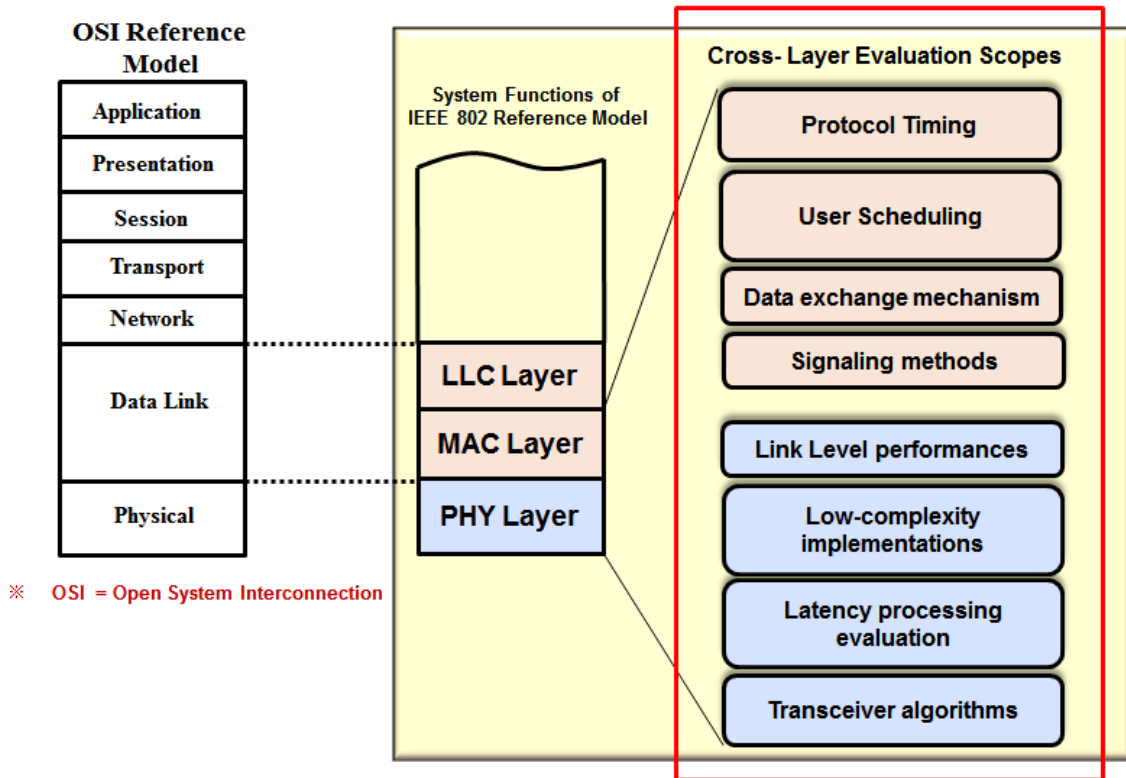 OSI Reference
Model
Application
Presentation
Session
Transport
Network
Data Link
Physical
※ OSI = Open System Interconnection
System Functions of
IEEE 802 Reference Model
LLC Layer
MAC Layer
PHY Layer
Cross- Layer Evaluation Scopes
Protocol Timing
User Scheduling
Data exchange mechanism
Signaling methods
Link Level performances
Low-complexity
implementations
Latency processing
evaluation
Transceiver algorithms